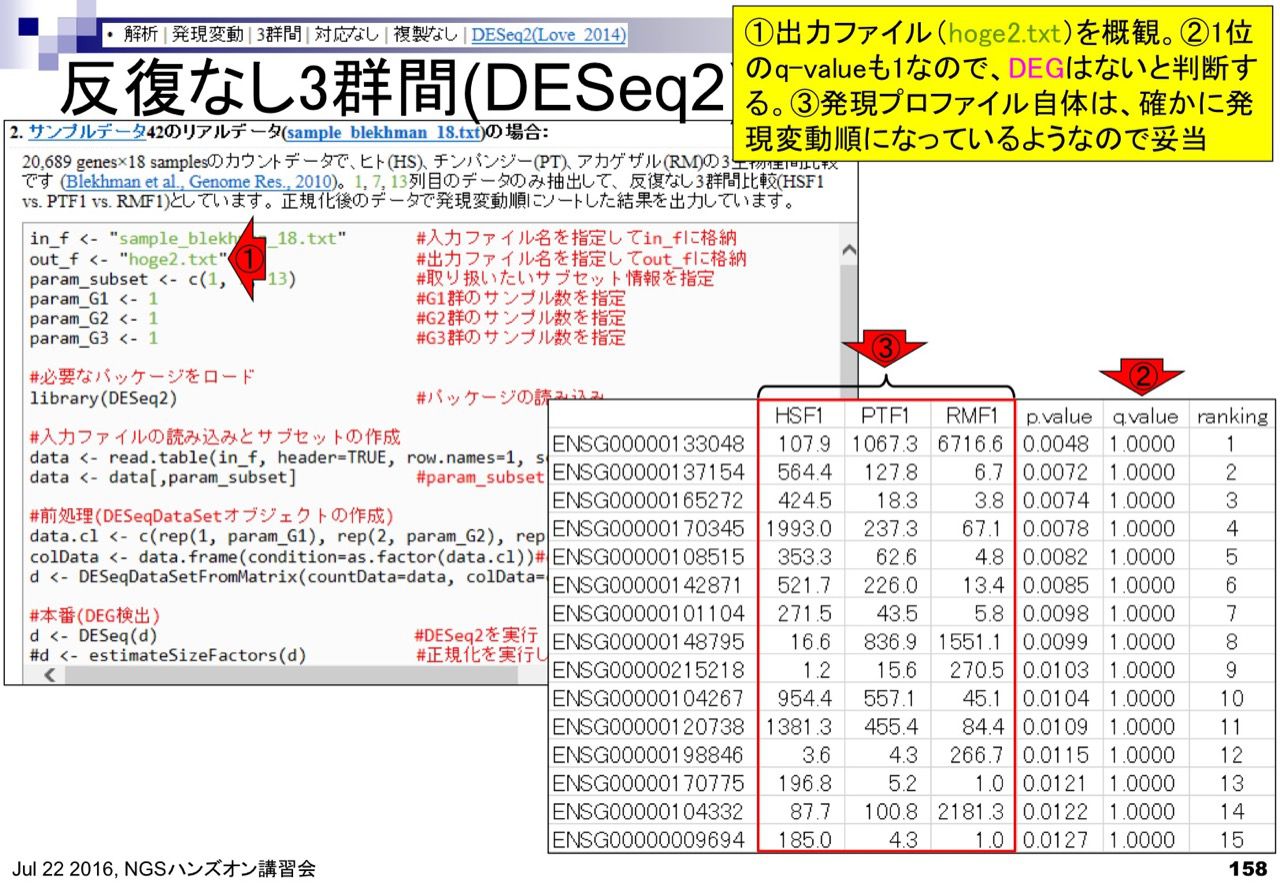 ・ 解析 | 発現変動 | 3群間 | 対応なし | 複製なし | DESeq2(Love_2014)
反復なし3群間(DESeq2)
①出力ファイル(hoge2.txt)を概観。②1位
のq-valueも1なので、DEGはないと判断す
る。③発現プロファイル自体は、確かに発
現変動順になっているようなので妥当
2. サンプルデータ42のリアルデータ(sample_blekhman_18.txt)の場合:
20,689 genes×18 samplesのカウントデータで、ヒト(HS)、チンパンジー(PT)、アカゲザル(RM)の3生物種間比較
です (Blekhman et al., Genome Res., 2010)。1, 7, 13列目のデータのみ抽出して、反復なし3群間比較(HSF1
vs. PTF1 vs. RMF1)としています。正規化後のデータで発現変動順にソートした結果を出力しています。
in_f <- "sample_blekhman_18.txt" #入力ファイル名を指定してin_fに格納
out_f <- "hoge2.txt" #出力ファイル名を指定してout_fに格納
①
param_subset <- c(1, 13) #取り扱いたいサブセット情報を指定
param_G1 <- 1 #G1群のサンプル数を指定
param_G2 <- 1 #G2群のサンプル数を指定
param_G3 <- 1 #G3群のサンプル数を指定
#必要なパッケージをロード
library(DESeq2) #パッケージの読み込み
#入力ファイルの読み込みとサブセットの作成
data <- read.table(in_f, header=TRUE, row.names=1, s
data <- data[,param_subset] #param_subset
#前処理(DESeqDataSetオブジェクトの作成)
data.cl <- c(rep(1, param_G1), rep(2, param_G2), rep
colData <- data.frame(condition=as.factor(data.cl))#
d <- DESeqDataSetFromMatrix(countData=data, colData=
#本番(DEG検出)
d <- DESeq(d) #DESeq2を実行
#d <- estimateSizeFactors(d) #正規化を実行し
③
②
HSF1 PTF1 RMF1 p.value q.value ranking
ENSG00000133048 107.9 1067.3 6716.6 0.0048 1.0000 1
ENSG00000137154 564.4 127.8 6.7 0.0072 1.0000 2
ENSG00000165272 424.5 18.3 3.8 0.0074 1.0000 3
ENSG00000170345 1993.0 237.3 67.1 0.0078 1.0000 4
ENSG00000108515 353.3 62.6 4.8 0.0082 1.0000 5
ENSG00000142871 521.7 226.0 13.4 0.0085 1.0000 6
ENSG00000101104 271.5 43.5 5.8 0.0098 1.0000 7
ENSG00000148795 16.6 836.9 1551.1 0.0099 1.0000 8
ENSG00000215218 1.2 15.6 270.5 0.0103 1.0000 9
ENSG00000104267 954.4 557.1 45.1 0.0104 1.0000 10
ENSG00000120738 1381.3 455.4 84.4 0.0109 1.0000 11
ENSG00000198846 3.6 4.3 266.7 0.0115 1.0000 12
ENSG00000170775 196.8 5.2 1.0 0.0121 1.0000 13
ENSG00000104332 87.7 100.8 2181.3 0.0122 1.0000 14
ENSG00000009694 185.0 4.3 1.0 0.0127 1.0000 15
Jul 22 2016, NGSハンズオン講習会
158